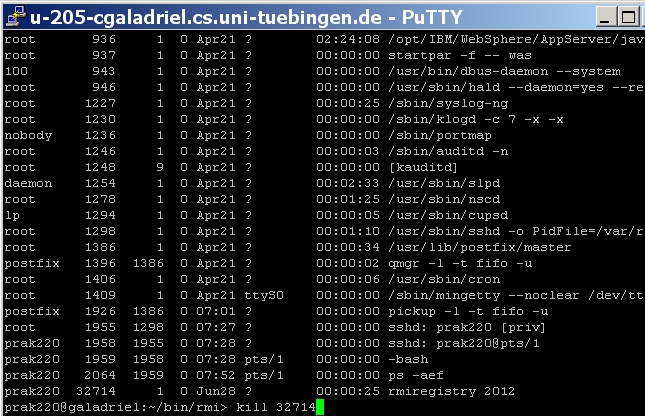 u-205-cgaladriel.cs.uni-tuebingen.de - PuTTY
root 936 1 0 Apr21 ? 02:24:08 /opt/IBM/WebSphere/AppServer/jav
root 937 1 0 Apr21 ? 00:00:00 startpar -f -- was
100 943 1 0 Apr21 ? 00:00:00 /usr/bin/dbus-daemon --system
root 946 1 0 Apr21 ? 00:00:00 /usr/sbin/hald --daemon=yes --re
root 1227 1 0 Apr21 ? 00:00:25 /sbin/syslog-ng
root 1230 1 0 Apr21 ? 00:00:00 /sbin/klogd -c 7 -x -x
nobody 1236 1 0 Apr21 ? 00:00:00 /sbin/portmap
root 1246 1 0 Apr21 ? 00:00:03 /sbin/auditd -n
root 1248 9 0 Apr21 ? 00:00:00 [kauditd]
daemon 1254 1 0 Apr21 ? 00:02:33 /usr/sbin/slpd
root 1278 1 0 Apr21 ? 00:01:25 /usr/sbin/nscd
lp 1294 1 0 Apr21 ? 00:00:05 /usr/sbin/cupsd
root 1298 1 0 Apr21 ? 00:01:10 /usr/sbin/sshd -o PidFile=/var/r
root 1386 1 0 Apr21 ? 00:00:34 /usr/lib/postfix/master
postfix 1396 1386 0 Apr21 ? 00:00:02 qmgr -l -t fifo -u
root 1406 1 0 Apr21 ? 00:00:06 /usr/sbin/cron
root 1409 1 0 Apr21 ttyS0 00:00:00 /sbin/mingetty --noclear /dev/tt
postfix 1926 1386 0 07:01 ? 00:00:00 pickup -l -t fifo -u
root 1955 1298 0 07:27 ? 00:00:00 sshd: prak220 [priv]
prak220 1958 1955 0 07:28 ? 00:00:00 sshd: prak220@pts/1
prak220 1959 1958 0 07:28 pts/1 00:00:00 -bash
prak220 2064 1959 0 07:52 pts/1 00:00:00 ps -aef
prak220 32714 1 0 Jun28 ? 00:00:25 rmiregistry 2012
prak220@galadriel:~/bin/rmi> kill 32714